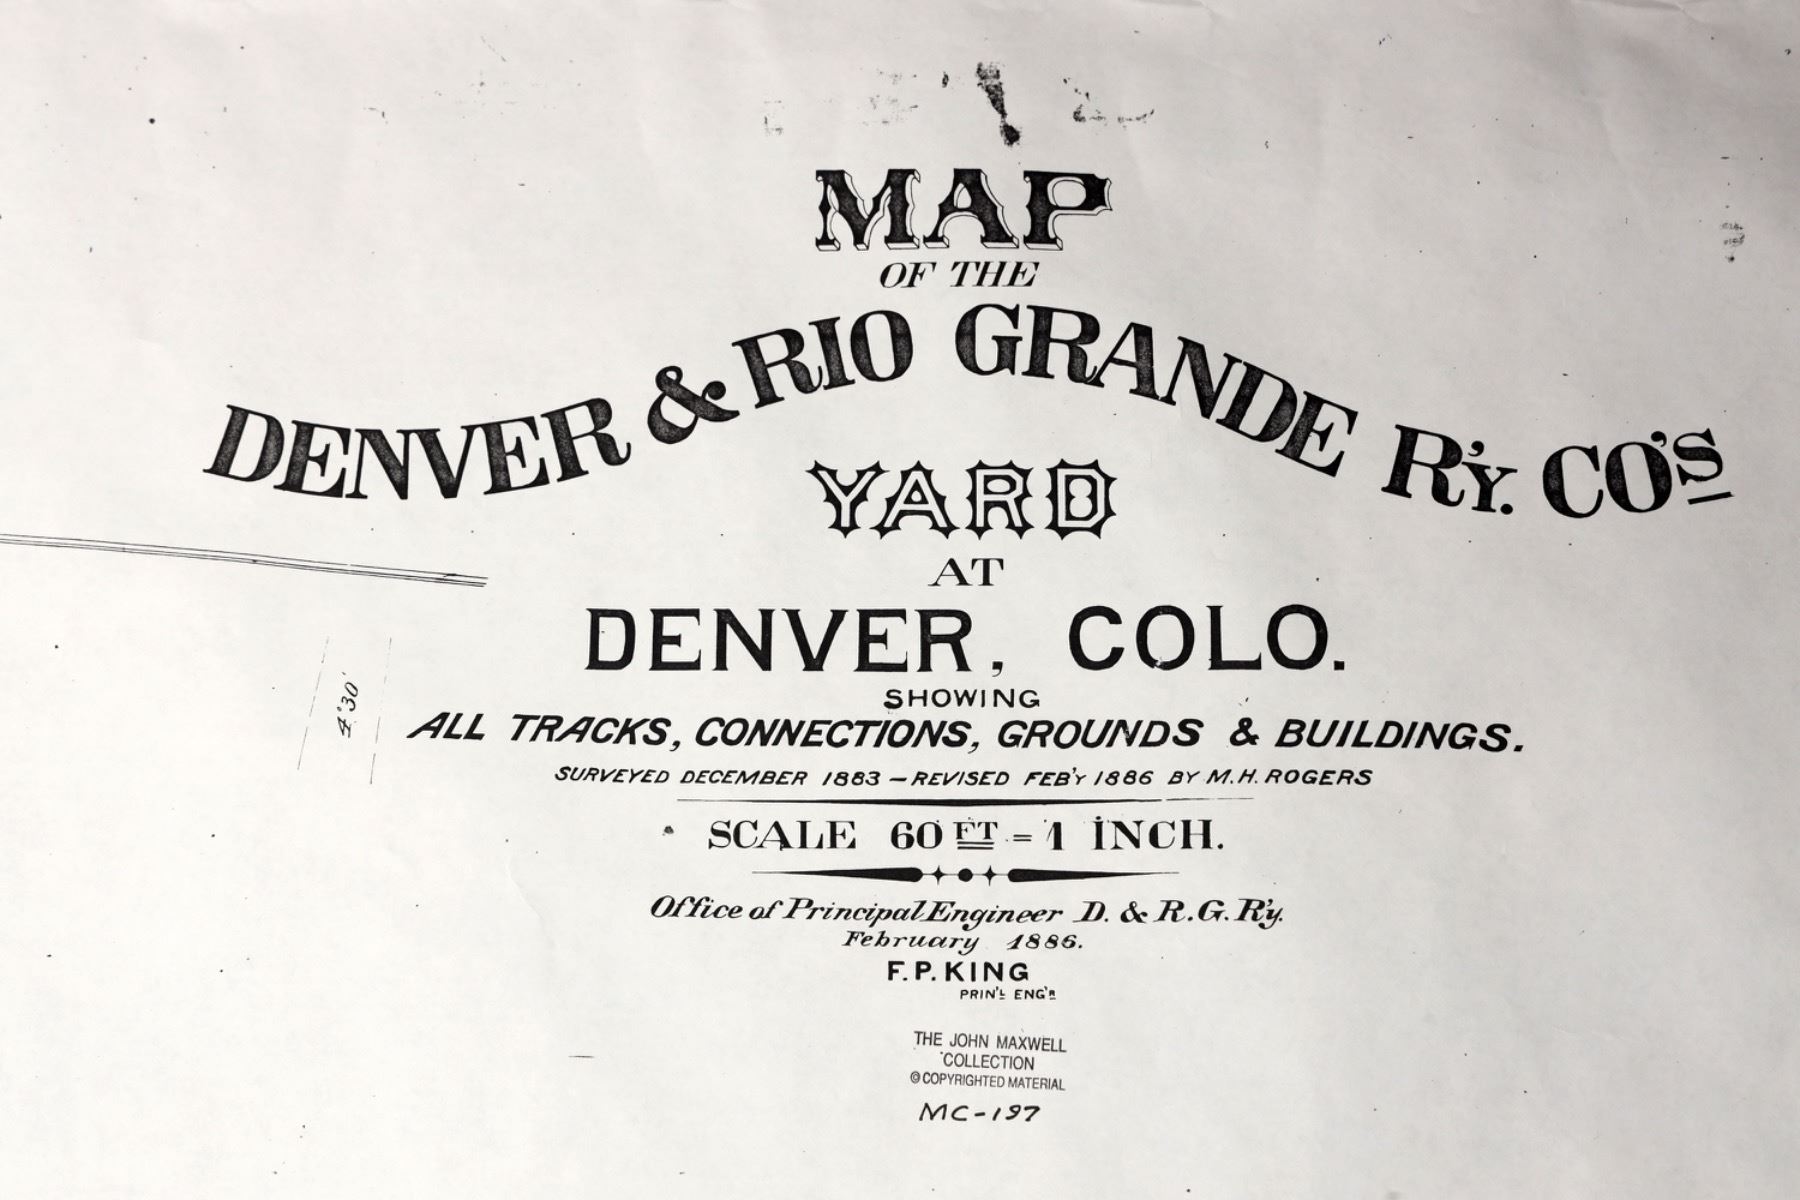 MAP
OF THE
DENVER & RIO GRANDE R'Y. CO'S
YARD
AT
DENVER, COLO.
SHOWING
4°30'
ALL TRACKS, CONNECTIONS, GROUNDS & BUILDINGS.
SURVEYED DECEMBER 1883 — REVISED FEB'Y 1886 BY M.H. ROGERS
SCALE 60 FT = 1 INCH.
Office of Principal Engineer D. & R.G. R'y.
February 1886.
F.P. KING
PRIN'L ENG'R
THE JOHN MAXWELL
COLLECTION
© COPYRIGHTED MATERIAL
MC-197